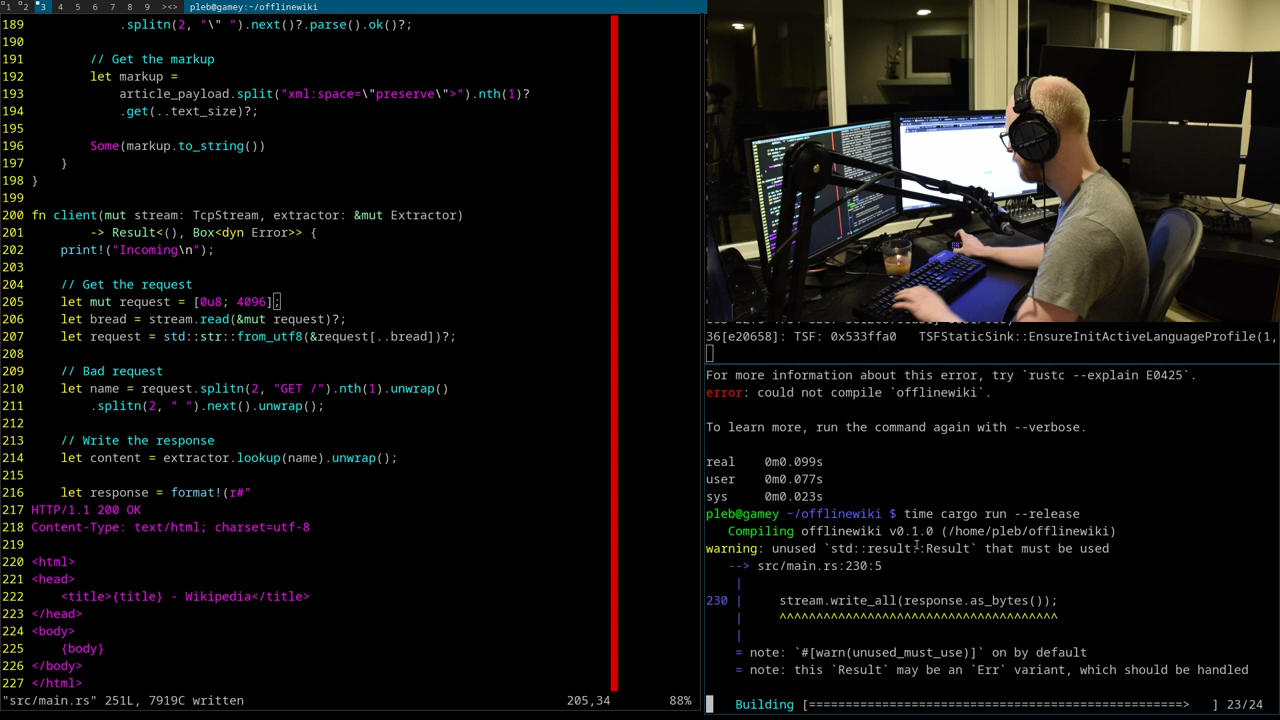 1 2 3 4 5 6 7 8 9 ><> pleb@gamey:~/offlinewiki
189             .splitn(2, "\" ").next()?.parse().ok()?;
190
191         // Get the markup
192         let markup =
193             article_payload.split("xml:space=\"preserve\">").nth(1)?
194             .get(..text_size)?;
195
196         Some(markup.to_string())
197     }
198 }
199
200 fn client(mut stream: TcpStream, extractor: &mut Extractor)
201         -> Result<(), Box<dyn Error>> {
202     print!("Incoming\n");
203
204     // Get the request
205     let mut request = [0u8; 4096];
206     let bread = stream.read(&mut request)?;
207     let request = std::str::from_utf8(&request[..bread])?;
208
209     // Bad request
210     let name = request.splitn(2, "GET /").nth(1).unwrap()
211         .splitn(2, " ").next().unwrap();
212
213     // Write the response
214     let content = extractor.lookup(name).unwrap();
215
216     let response = format!(r#"
217 HTTP/1.1 200 OK
218 Content-Type: text/html; charset=utf-8
219
220 <html>
221 <head>
222     <title>{title} - Wikipedia</title>
223 </head>
224 <body>
225     {body}
226 </body>
227 </html>
"src/main.rs" 251L, 7919C written 205,34 88%
36[e20658]: TSF: 0x533ffa0   TSFStaticSink::EnsureInitActiveLanguageProfile(1,
For more information about this error, try `rustc --explain E0425`.
error: could not compile `offlinewiki`.
To learn more, run the command again with --verbose.
real    0m0.099s
user    0m0.077s
sys     0m0.023s
pleb@gamey ~/offlinewiki $ time cargo run --release
   Compiling offlinewiki v0.1.0 (/home/pleb/offlinewiki)
warning: unused `std::result::Result` that must be used
   --> src/main.rs:230:5
    |
230 |     stream.write_all(response.as_bytes());
    |     ^^^^^^^^^^^^^^^^^^^^^^^^^^^^^^^^^^^^^^
    |
    = note: `#[warn(unused_must_use)]` on by default
    = note: this `Result` may be an `Err` variant, which should be handled
    Building [===================================================>   ] 23/24